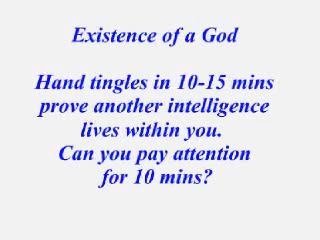 Existence of a God
Hand tingles in 10-15 mins
prove another intelligence
lives within you.
Can you pay attention
for 10 mins?